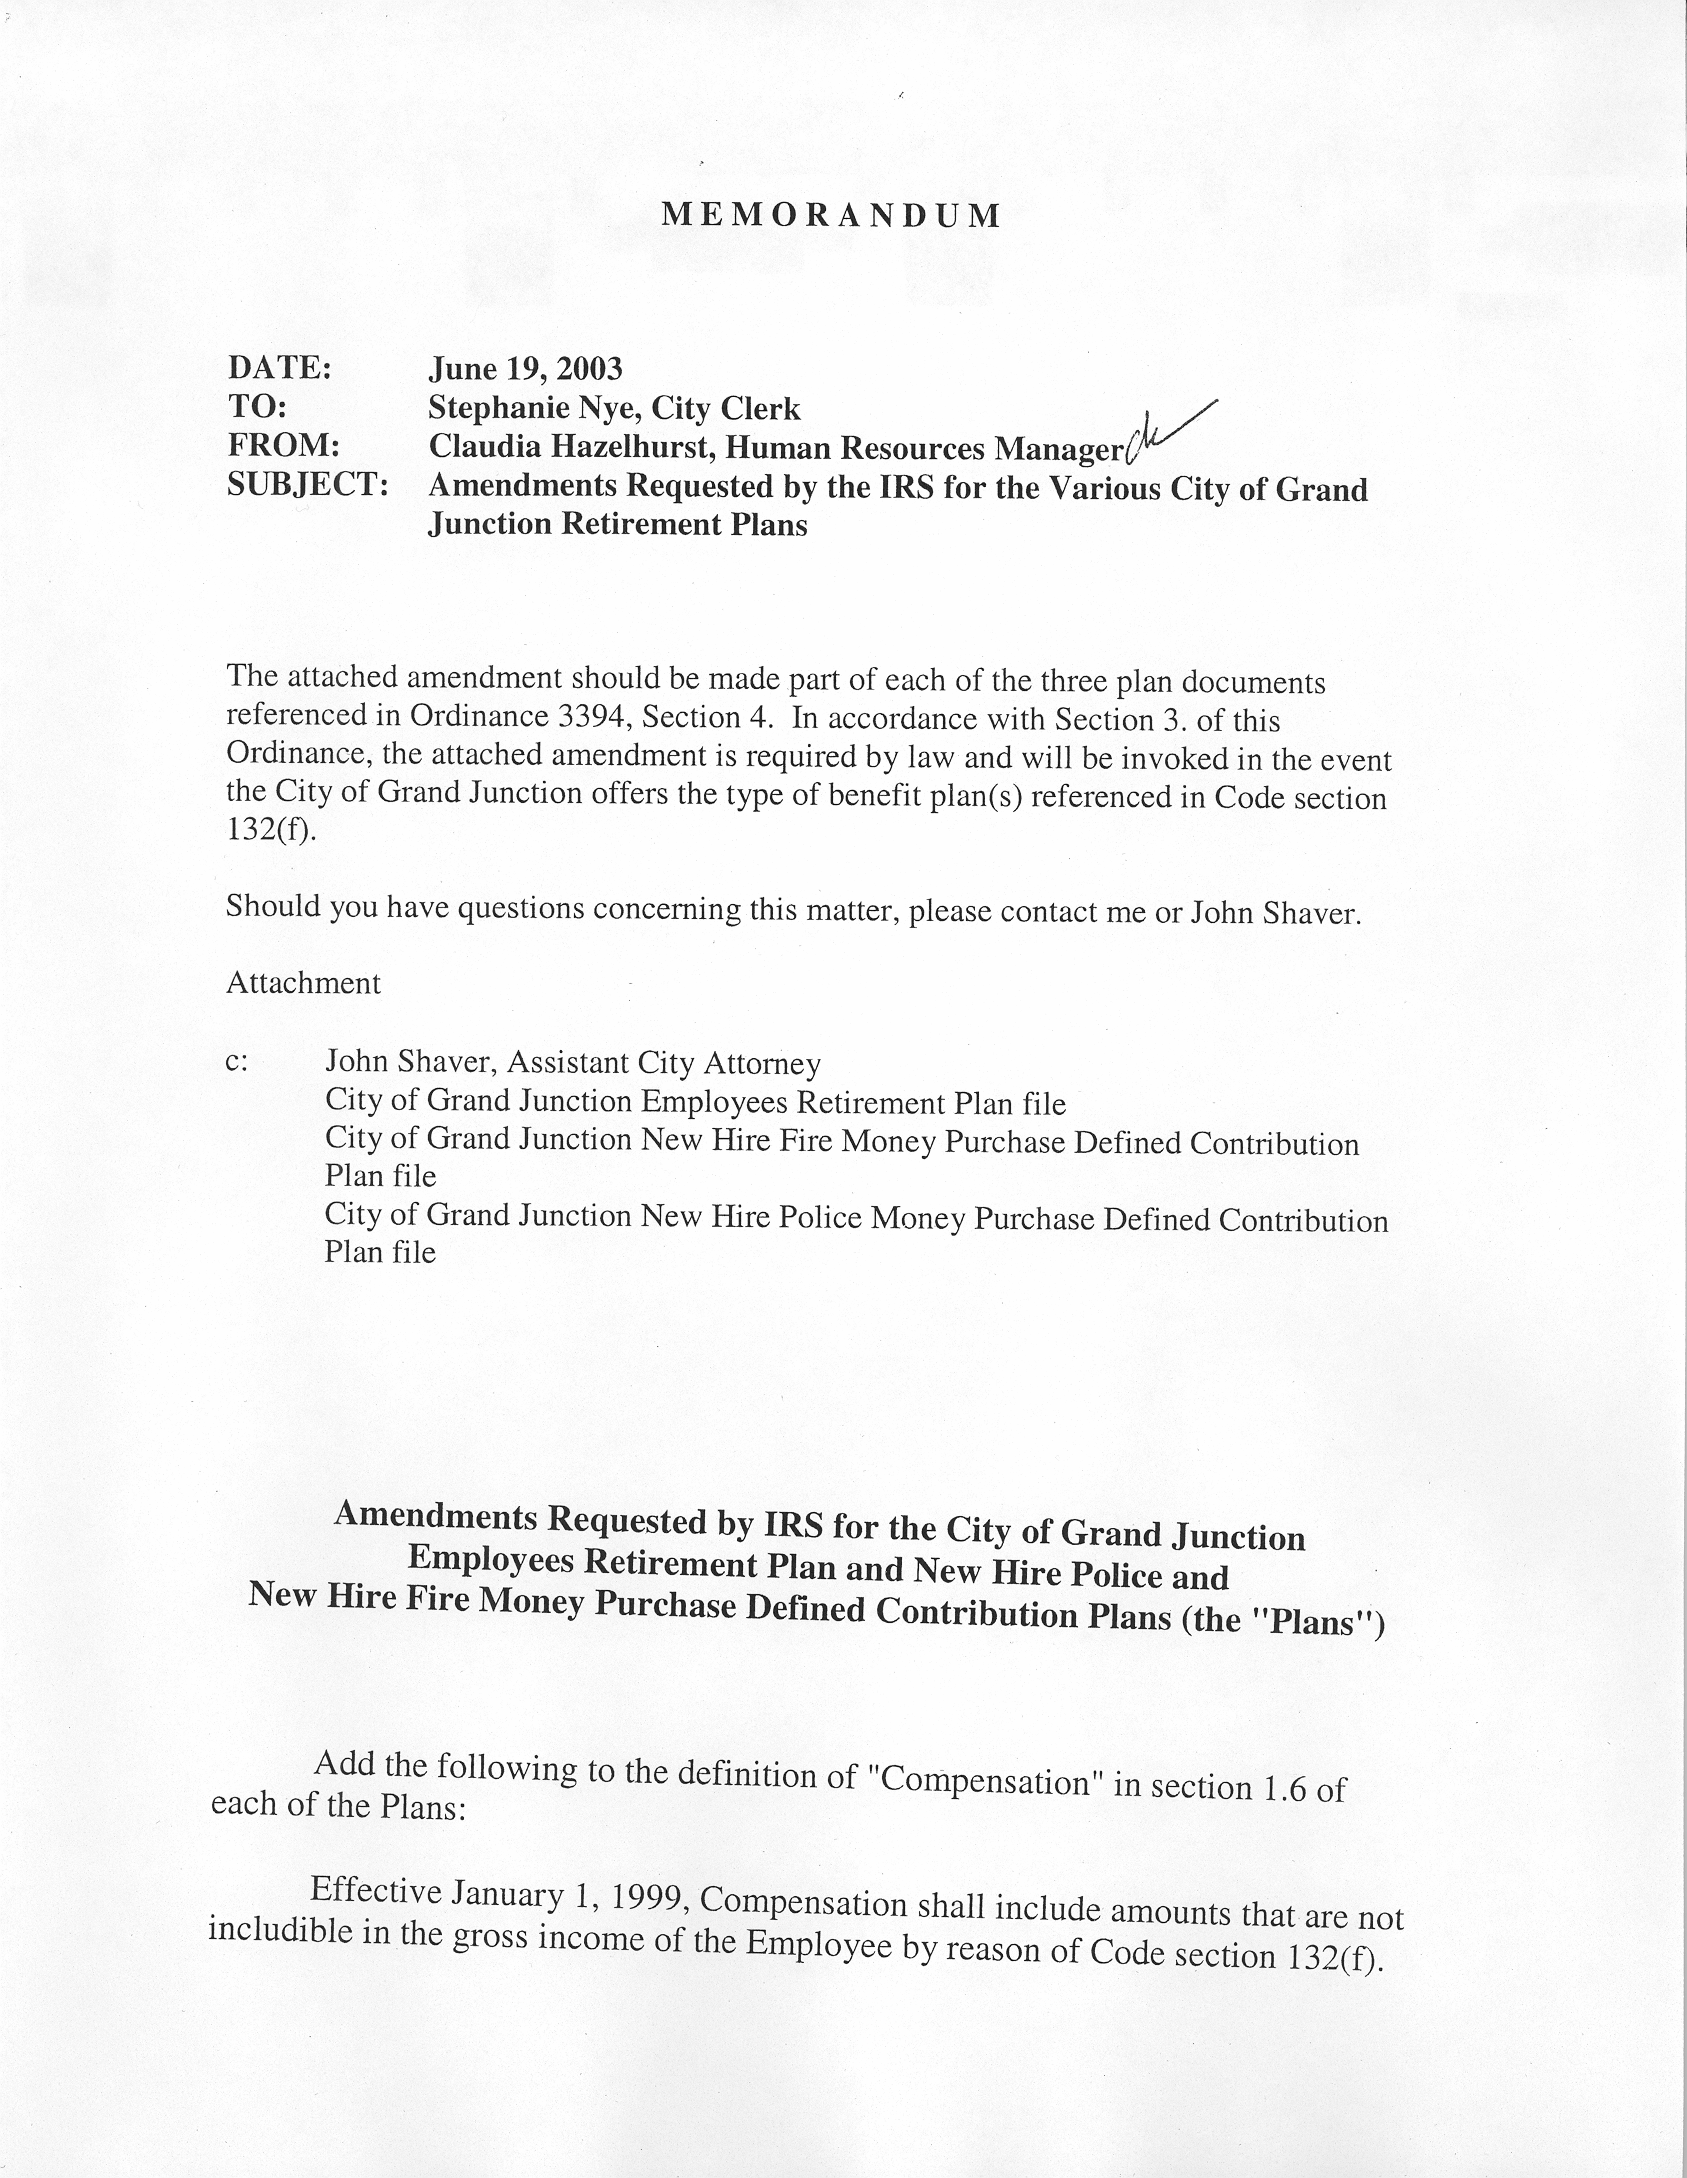 MEMORANDUM
DATE: June 19, 2003
TO: Stephanie Nye, City Clerk
FROM: Claudia Hazelhurst, Human Resources Manager
SUBJECT: Amendments Requested by the IRS for the Various City of Grand
Junction Retirement Plans
The attached amendment should be made part of each of the three plan documents
referenced in Ordinance 3394, Section 4. In accordance with Section 3. of this
Ordinance, the attached amendment is required by law and will be invoked in the event
the City of Grand Junction offers the type of benefit plan(s) referenced in Code section
132(f).
Should you have questions concerning this matter, please contact me or John Shaver.
Attachment
c: John Shaver, Assistant City Attorney
City of Grand Junction Employees Retirement Plan file
City of Grand Junction New Hire Fire Money Purchase Defined Contribution
Plan file
City of Grand Junction New Hire Police Money Purchase Defined Contribution
Plan file
Amendments Requested by IRS for the City of Grand Junction
Employees Retirement Plan and New Hire Police and
New Hire Fire Money Purchase Defined Contribution Plans (the "Plans")
Add the following to the definition of "Compensation" in section 1.6 of
each of the Plans:
Effective January 1, 1999, Compensation shall include amounts that are not
includible in the gross income of the Employee by reason of Code section 132(f).